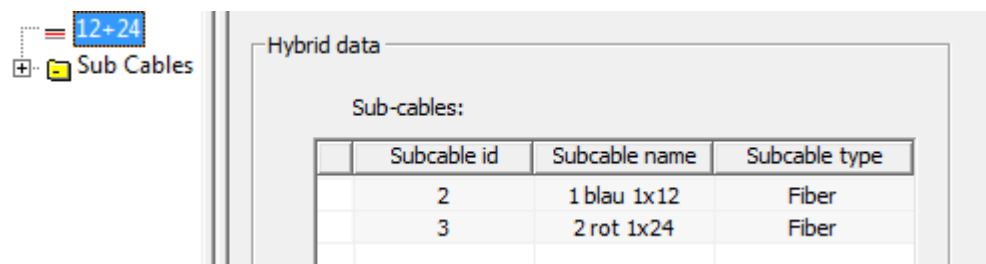 12+24
Sub Cables
Hybrid data
Sub-cables:
Subcable id Subcable name Subcable type
2 1 blau 1x12 Fiber
3 2 rot 1x24 Fiber